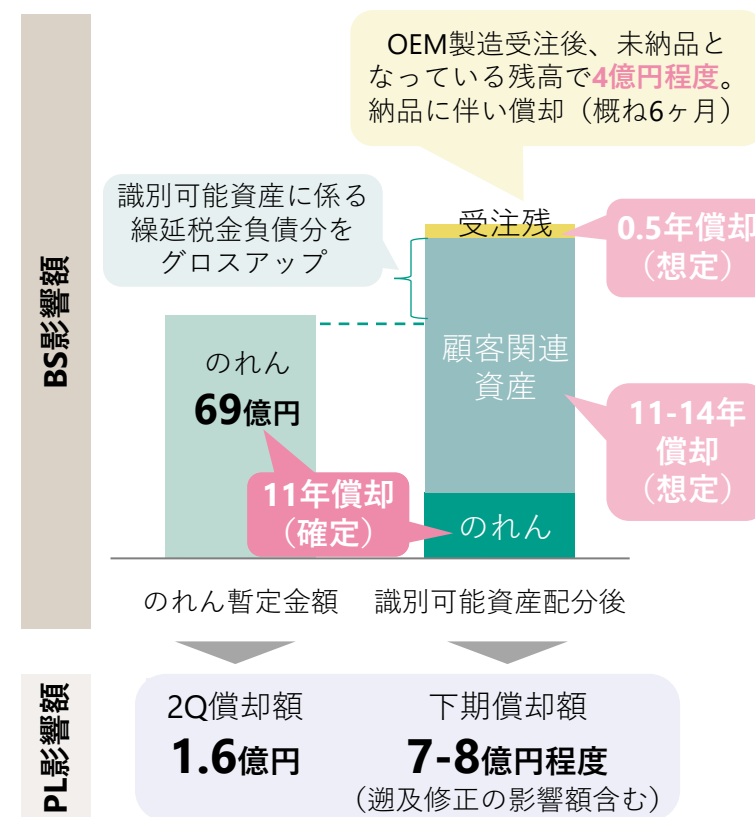 BS影響額
OEM製造受注後、未納品と
なっている残高で4億円程度。
納品に伴い償却（概ね6ヶ月）
識別可能資産に係る
繰延税金負債分を
グロスアップ
受注残
0.5年償却
（想定）
のれん
69億円
顧客関連
資産
11-14年
償却
（想定）
11年償却
（確定）
のれん
のれん暫定金額
識別可能資産配分後
PL影響額
2Q償却額
1.6億円
下期償却額
7-8億円程度
（遡及修正の影響額含む）